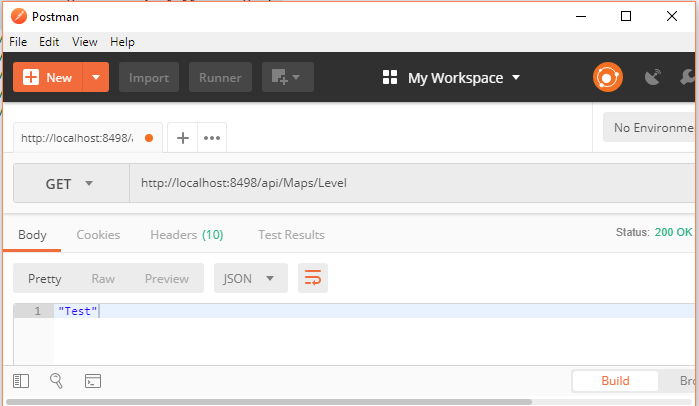 Postman
File Edit View Help
New Import Runner My Workspace
http://localhost:8498/a No Environme
GET http://localhost:8498/api/Maps/Level
Body Cookies Headers (10) Test Results Status: 200 OK
Pretty Raw Preview JSON
1 "Test"
Build Bro